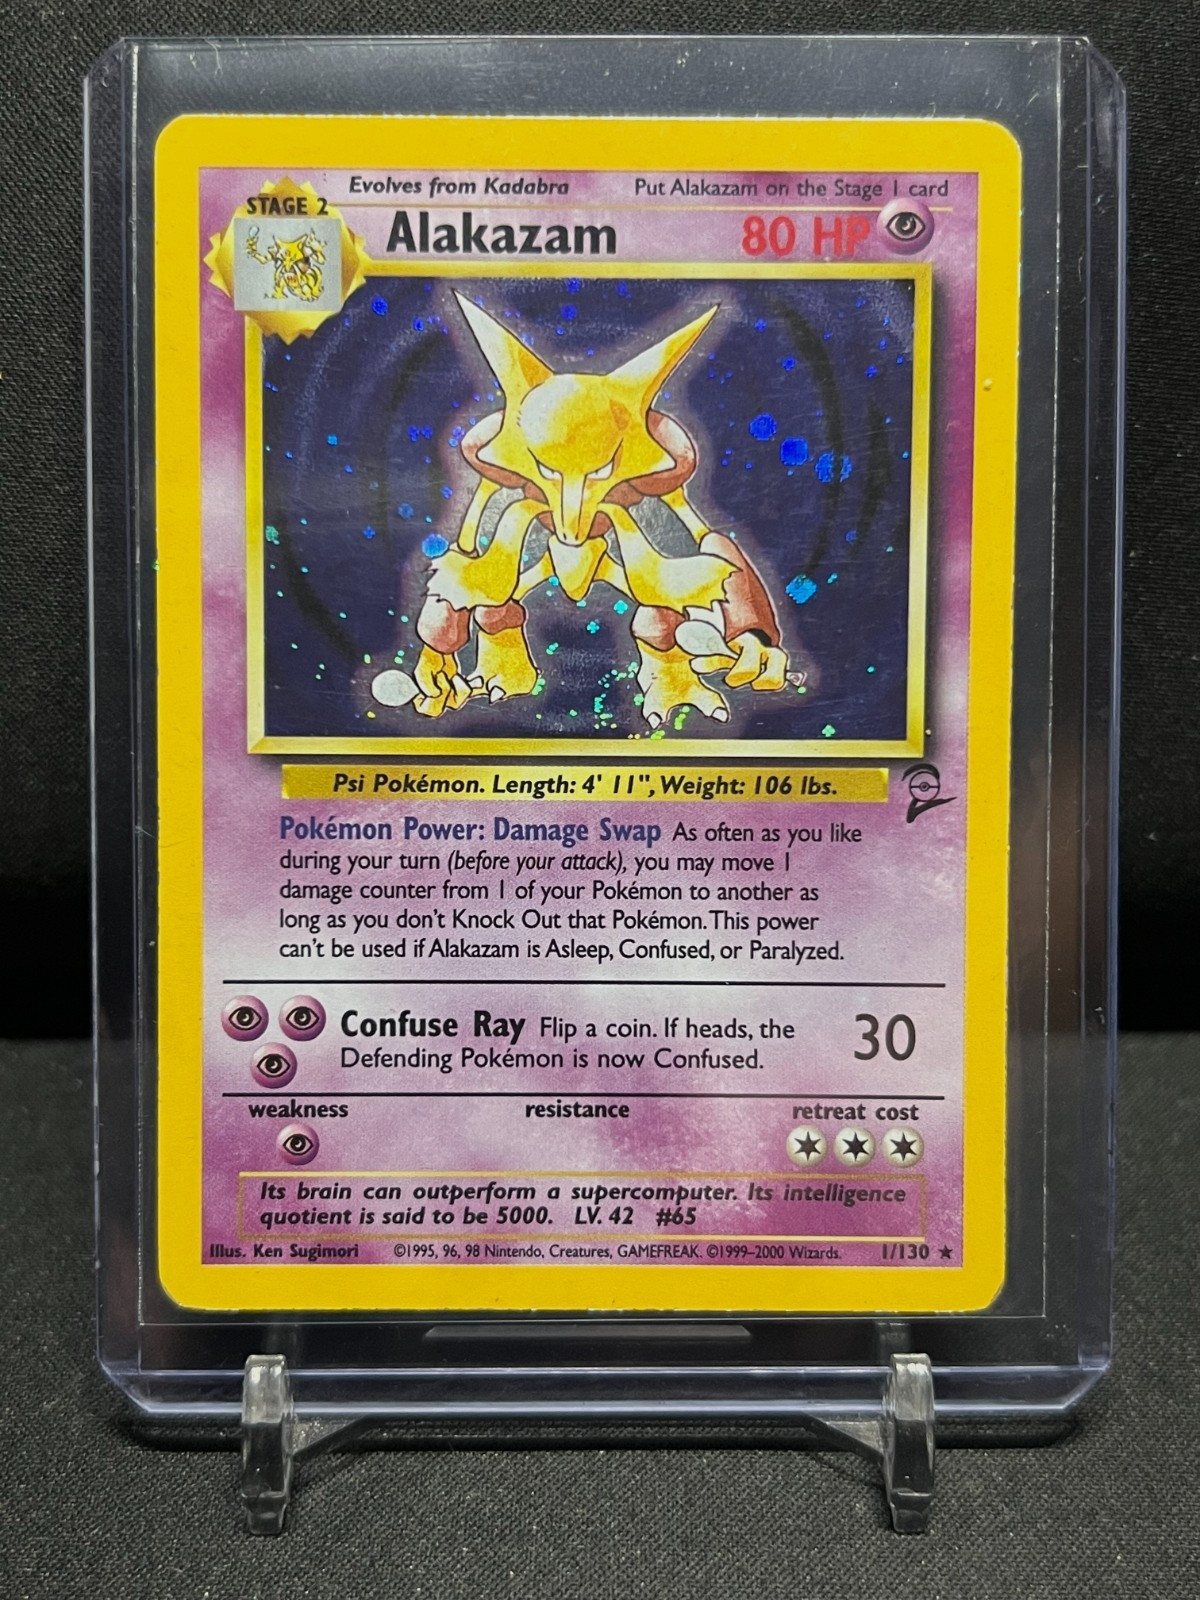 Evolves from Kadabra Put Alakazam on the Stage 1 card
STAGE 2
Alakazam 80 HP
Psi Pokémon. Length: 4' 11", Weight: 106 lbs.
Pokémon Power: Damage Swap As often as you like
during your turn (before your attack), you may move 1
damage counter from 1 of your Pokémon to another as
long as you don't Knock Out that Pokémon. This power
can't be used if Alakazam is Asleep, Confused, or Paralyzed.
Confuse Ray Flip a coin. If heads, the 30
Defending Pokémon is now Confused.
weakness resistance retreat cost
Its brain can outperform a supercomputer. Its intelligence
quotient is said to be 5000. LV. 42 #65
Illus. Ken Sugimori ©1995, 96, 98 Nintendo, Creatures, GAMEFREAK. ©1999-2000 Wizards. 1/130 ★